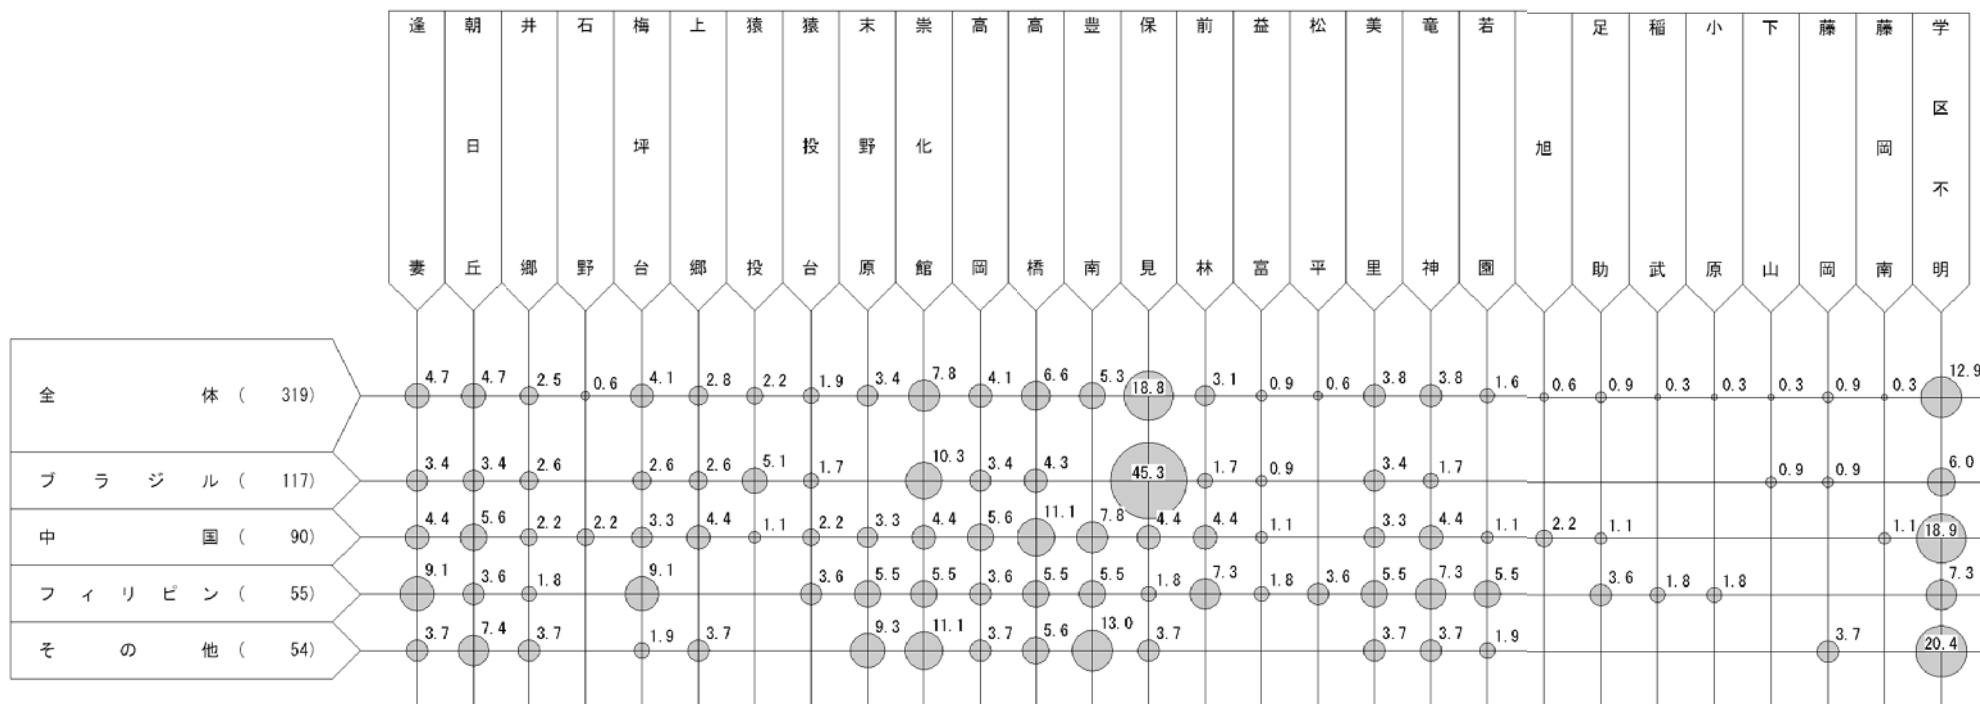 逢妻 朝日丘 井郷 石野 梅坪台 上郷 猿投 猿投台 末野原 崇化館 高岡 高橋 豊南 保見 前林 益富 松平 美里 竜神 若園 旭 足助 稲武 小原 下山 藤岡 藤岡南 学区不明
全体 ( 319) 4.7 4.7 2.5 0.6 4.1 2.8 2.2 1.9 3.4 7.8 4.1 6.6 5.3 18.8 3.1 0.9 0.6 3.8 3.8 1.6 0.6 0.9 0.3 0.3 0.3 0.9 0.3 12.9
ブラジル ( 117) 3.4 3.4 2.6 2.6 2.6 5.1 1.7 10.3 3.4 4.3 45.3 1.7 0.9 3.4 1.7 0.9 0.9 6.0
中国 ( 90) 4.4 5.6 2.2 2.2 3.3 4.4 1.1 2.2 3.3 4.4 5.6 11.1 7.8 4.4 4.4 1.1 3.3 4.4 1.1 2.2 1.1 1.1 18.9
フィリピン ( 55) 9.1 3.6 1.8 9.1 3.6 5.5 5.5 3.6 5.5 5.5 1.8 7.3 1.8 3.6 5.5 7.3 5.5 3.6 1.8 1.8 7.3
その他 ( 54) 3.7 7.4 3.7 1.9 3.7 9.3 11.1 3.7 5.6 13.0 3.7 3.7 3.7 1.9 3.7 20.4